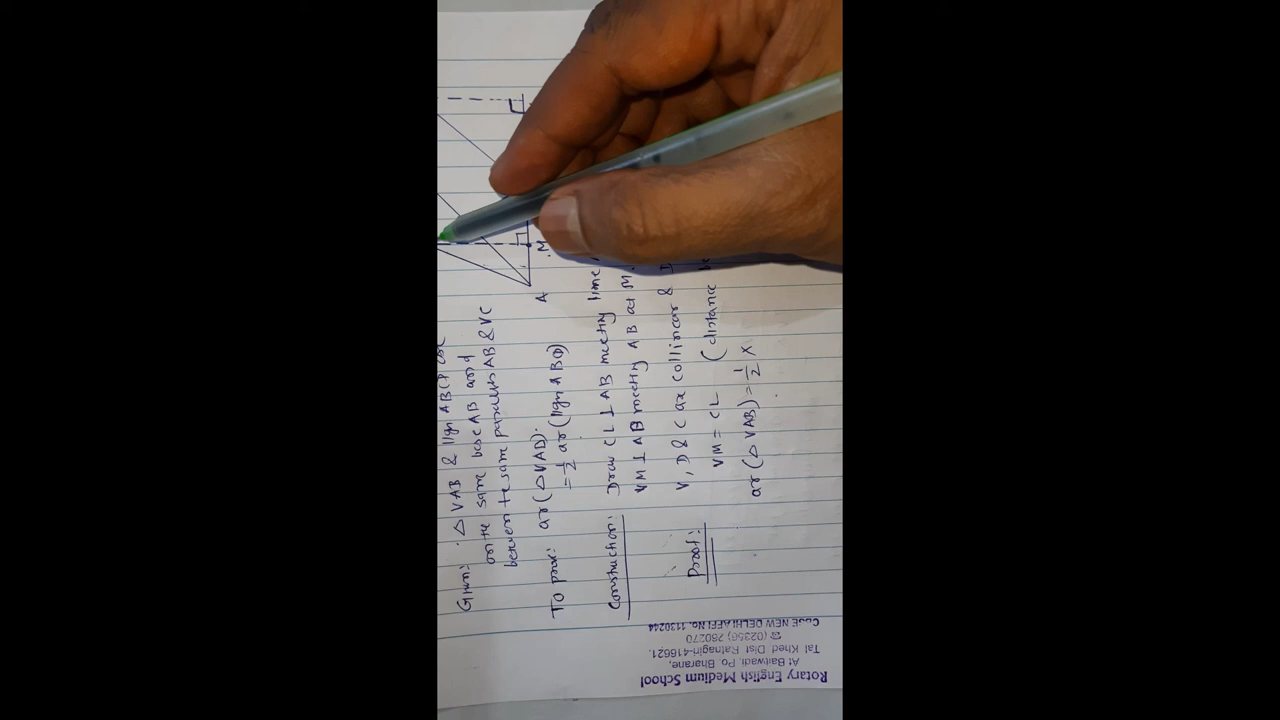 Given: △VAB & llgm ABCD are
on the same base AB and
between the same parallels AB & VC
To prove: ar(△VAB)
= 1/2 ar(llgm ABCD)
Construction: Draw CL ⊥ AB meeting line
VM ⊥ AB meeting AB at M.
Proof: V, D & C are collinear &
VM = CL (distance be
ar(△VAB) = 1/2 ×
A
M
Rotary English Medium School
At Bhitwadi, Po. Bharane,
Tal Khed Dist Ratnagiri-415621.
☎ (02356) 280270
NEW DELHI AFFI No. 1130244